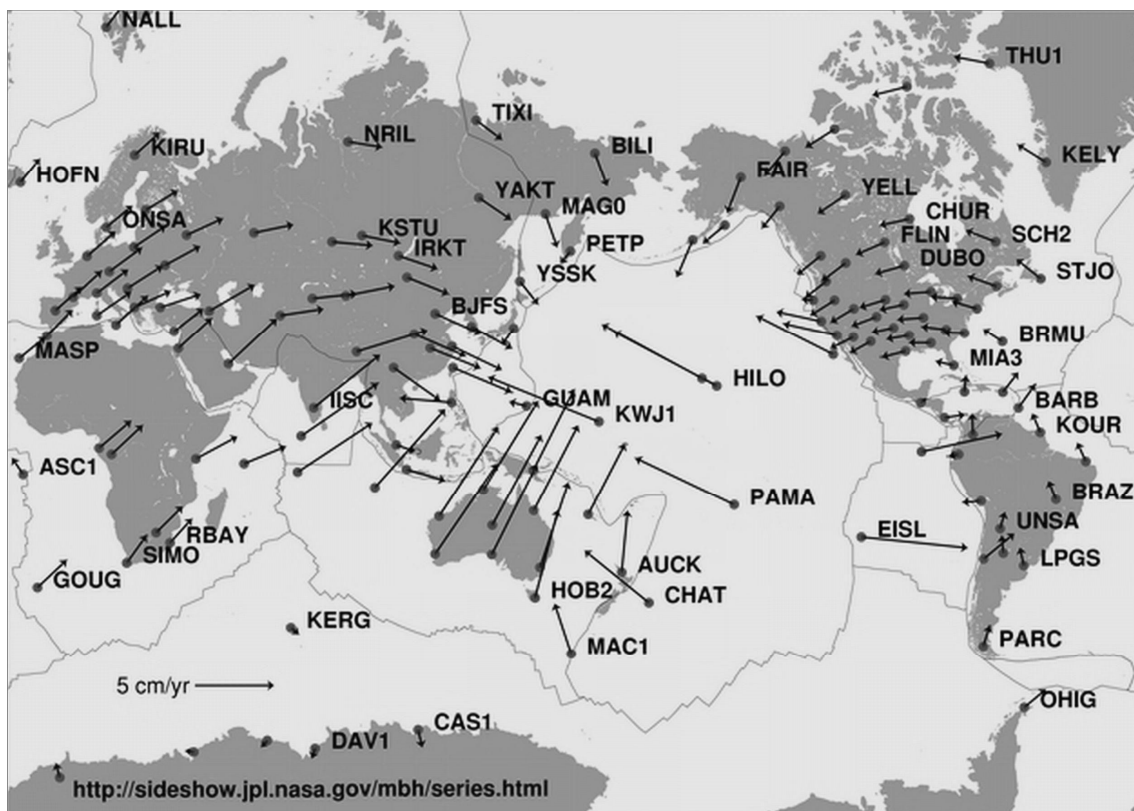 NALL
THU1
TIXI
NRIL
KIRU
BILI
KELY
HOFN
FAIR
YELL
YAKT
MAG0
ONSA
CHUR
KSTU
FLIN
SCH2
IRKT
PETP
DUBO
YSSK
STJO
BJFS
MASP
BRMU
MIA3
HILO
IISC
GUAM
BARB
KWJ1
KOUR
ASC1
PAMA
BRAZ
UNSA
EISL
RBAY
SIMO
LPGS
AUCK
GOUG
HOB2
CHAT
KERG
PARC
MAC1
5 cm/yr
OHIG
CAS1
DAV1
http://sideshow.jpl.nasa.gov/mbh/series.html